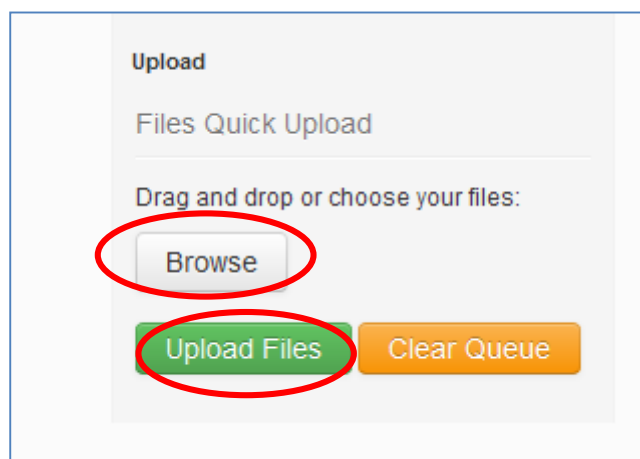 Upload
Files Quick Upload
Drag and drop or choose your files:
Browse
Upload Files Clear Queue